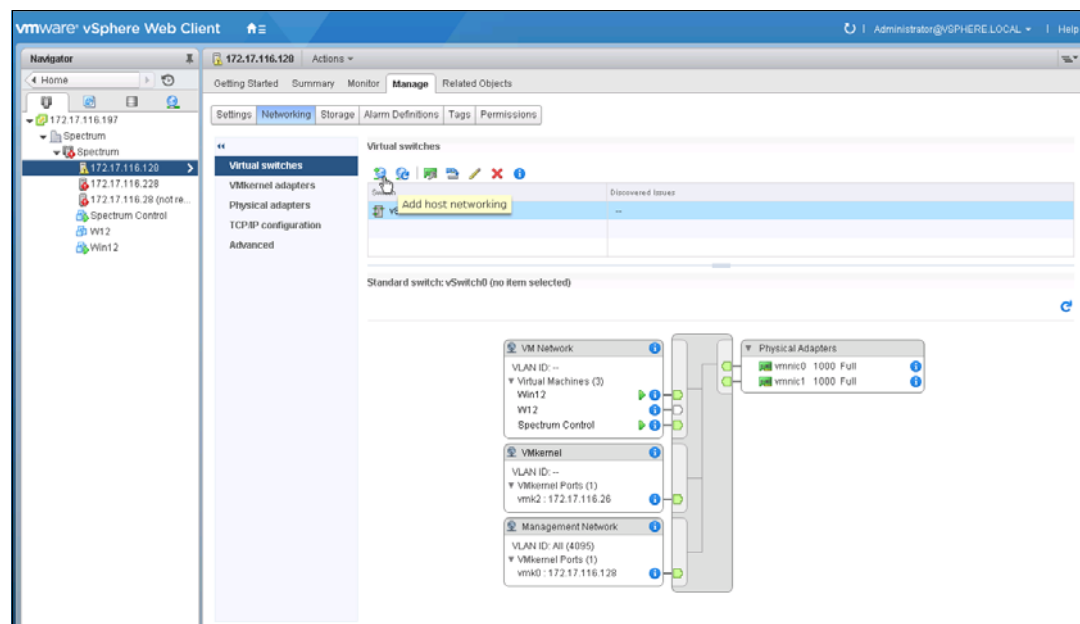 vmware® vSphere Web Client
Administrator@VSPHERE.LOCAL
Help
Navigator
Home
172.17.116.197
Spectrum
Spectrum
172.17.116.128
172.17.116.228
172.17.116.28 (not re...
Spectrum Control
W12
Win12
172.17.116.128 Actions
Getting Started Summary Monitor Manage Related Objects
Settings Networking Storage Alarm Definitions Tags Permissions
Virtual switches
VMkernel adapters
Physical adapters
TCP/IP configuration
Advanced
Virtual switches
Discovered Issues
Add host networking
--
Standard switch: vSwitch0 (no item selected)
VM Network
VLAN ID: --
Virtual Machines (3)
Win12
W12
Spectrum Control
VMkernel
VLAN ID: --
VMkernel Ports (1)
vmk2 : 172.17.116.26
Management Network
VLAN ID: All (4095)
VMkernel Ports (1)
vmk0 : 172.17.116.128
Physical Adapters
vmnic0 1000 Full
vmnic1 1000 Full